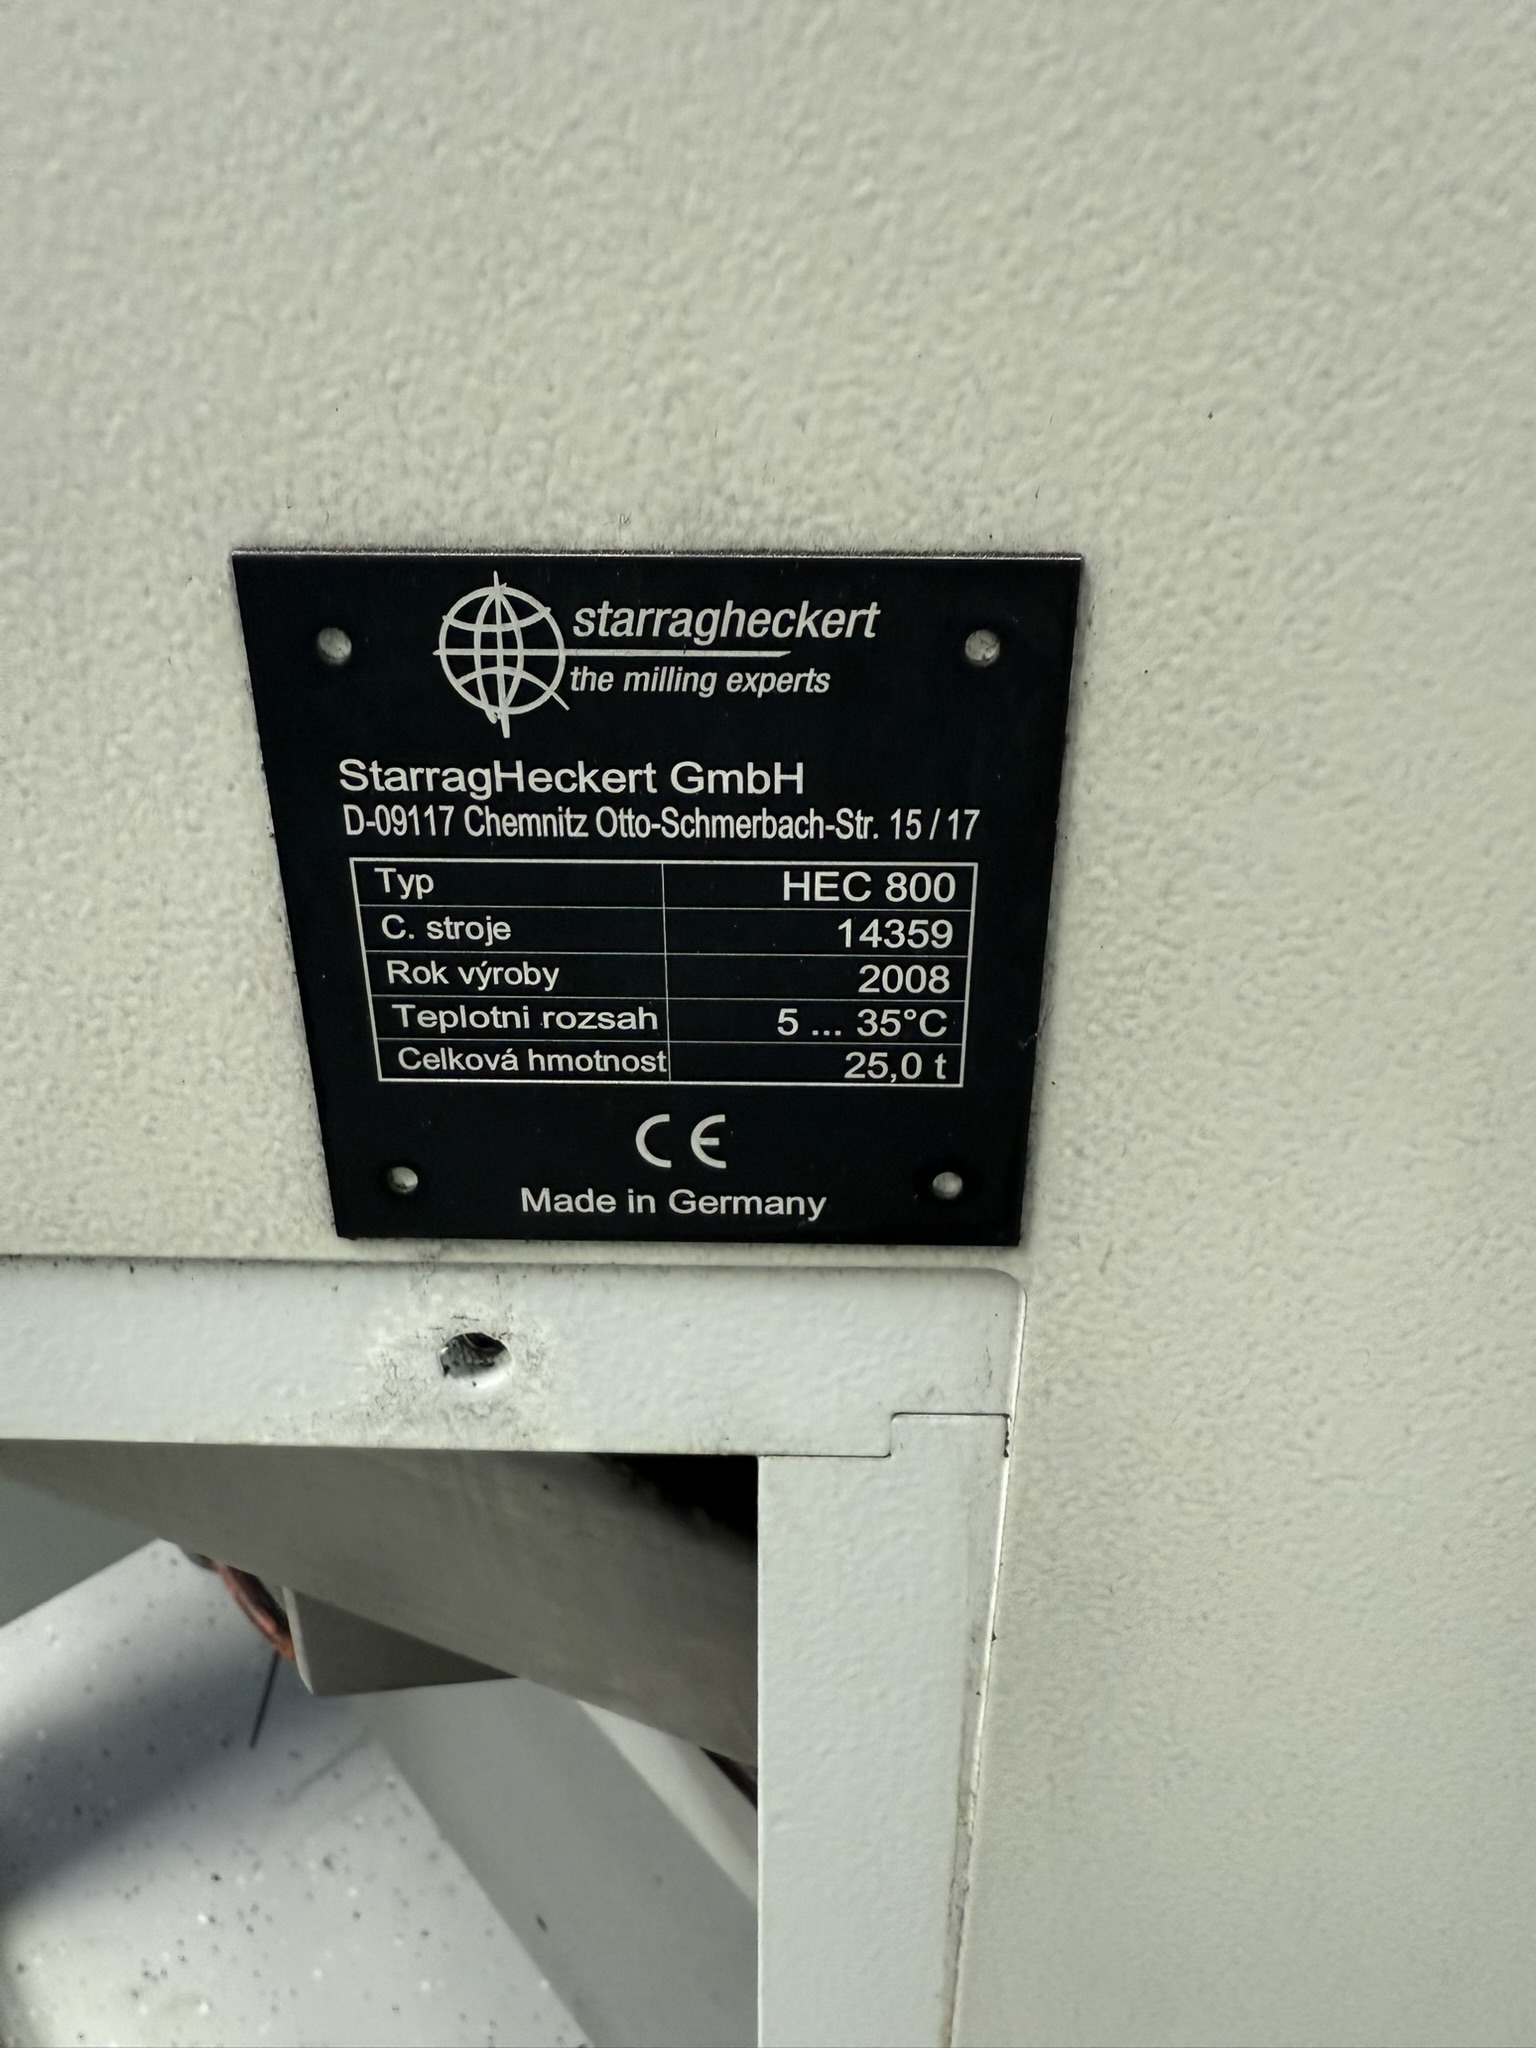 starragheckert
the milling experts
StarragHeckert GmbH
D-09117 Chemnitz Otto-Schmerbach-Str. 15 / 17
Typ HEC 800
C. stroje 14359
Rok výroby 2008
Teplotni rozsah 5 ... 35°C
Celková hmotnost 25,0 t
CE
Made in Germany